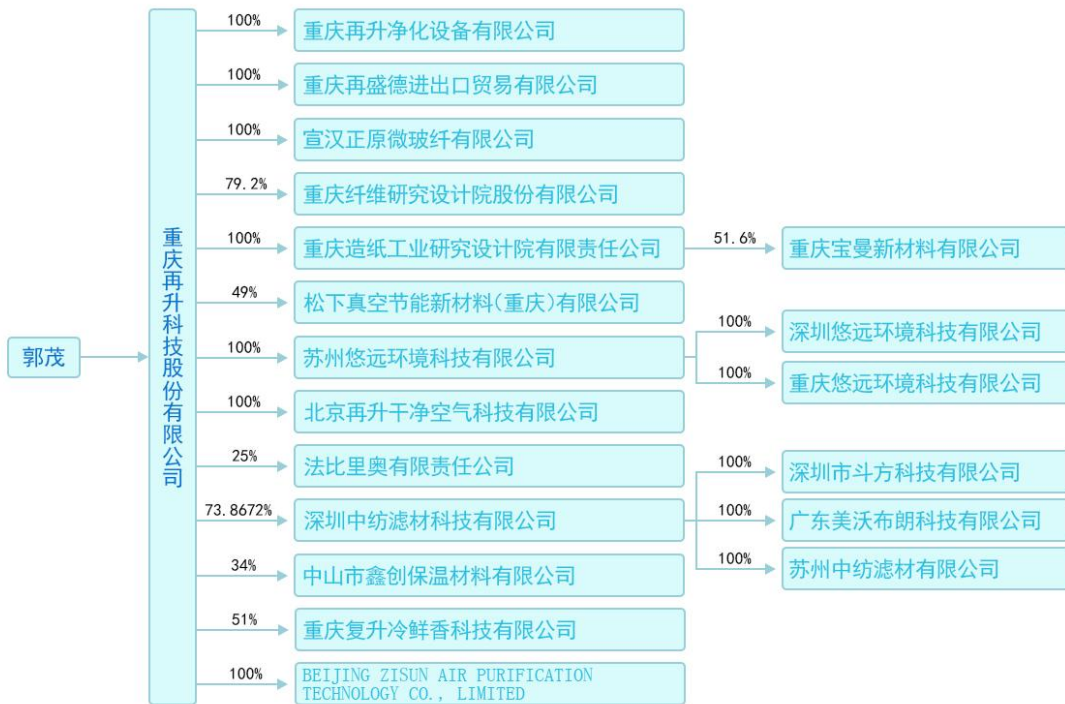 郭茂
重庆再升科技股份有限公司
100%
重庆再升净化设备有限公司
100%
重庆再盛德进出口贸易有限公司
100%
宣汉正原微玻纤有限公司
79.2%
重庆纤维研究设计院股份有限公司
100%
重庆造纸工业研究设计院有限责任公司
51.6%
重庆宝曼新材料有限公司
49%
松下真空节能新材料(重庆)有限公司
100%
苏州悠远环境科技有限公司
100%
深圳悠远环境科技有限公司
100%
重庆悠远环境科技有限公司
100%
北京再升干净空气科技有限公司
25%
法比里奥有限责任公司
73.8672%
深圳中纺滤材科技有限公司
100%
深圳市斗方科技有限公司
100%
广东美沃布朗科技有限公司
100%
苏州中纺滤材有限公司
34%
中山市鑫创保温材料有限公司
51%
重庆复升冷鲜香科技有限公司
100%
BEIJING ZISUN AIR PURIFICATION
TECHNOLOGY CO., LIMITED